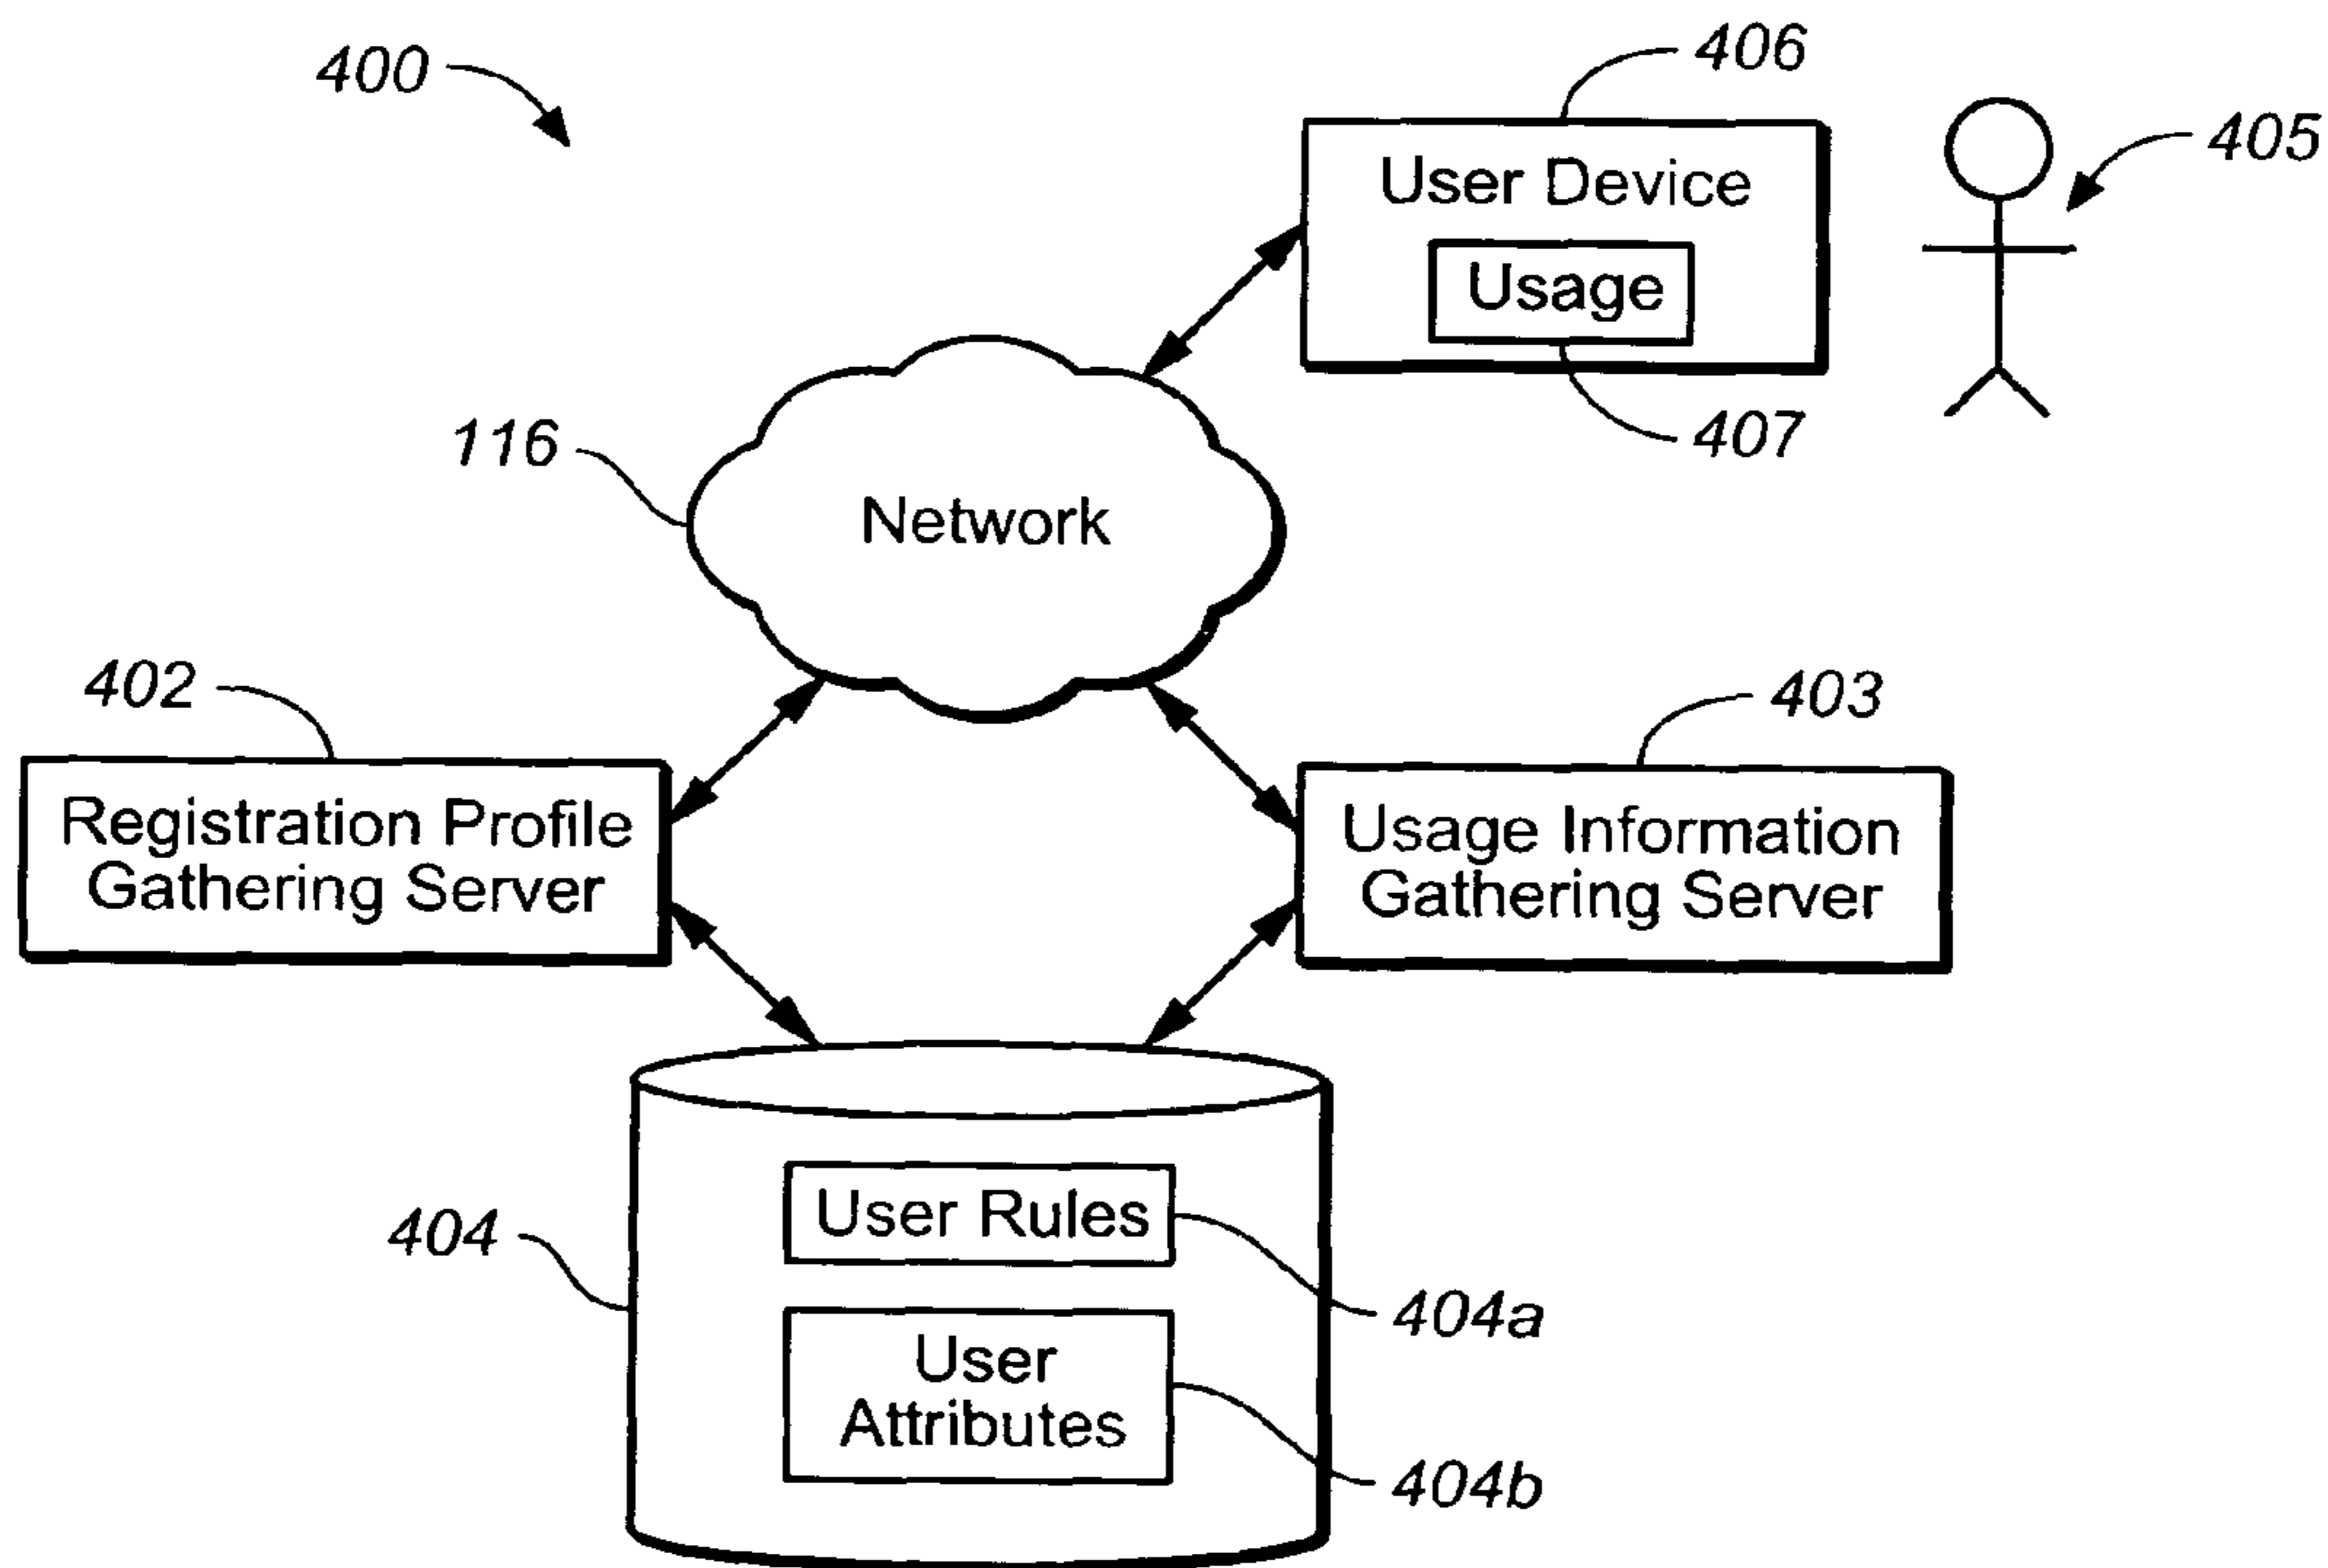 400
406
405
User Device
Usage
407
116
Network
402
403
Registration Profile
Gathering Server
Usage Information
Gathering Server
User Rules
404
404a
User
Attributes
404b